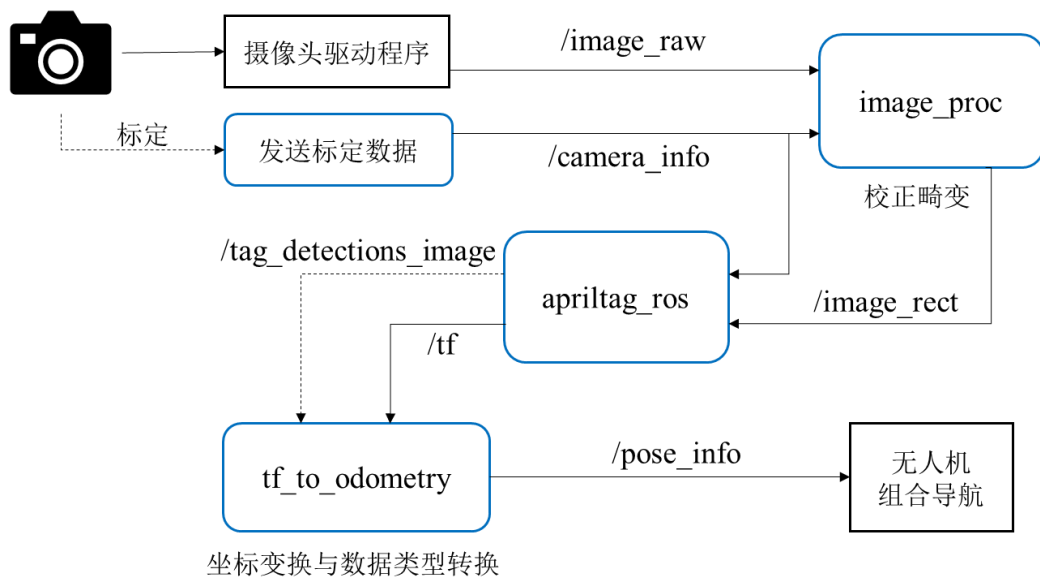 摄像头驱动程序
/image_raw
image_proc
标定
发送标定数据
/camera_info
校正畸变
/tag_detections_image
apriltag_ros
/image_rect
/tf
tf_to_odometry
/pose_info
无人机
组合导航
坐标变换与数据类型转换